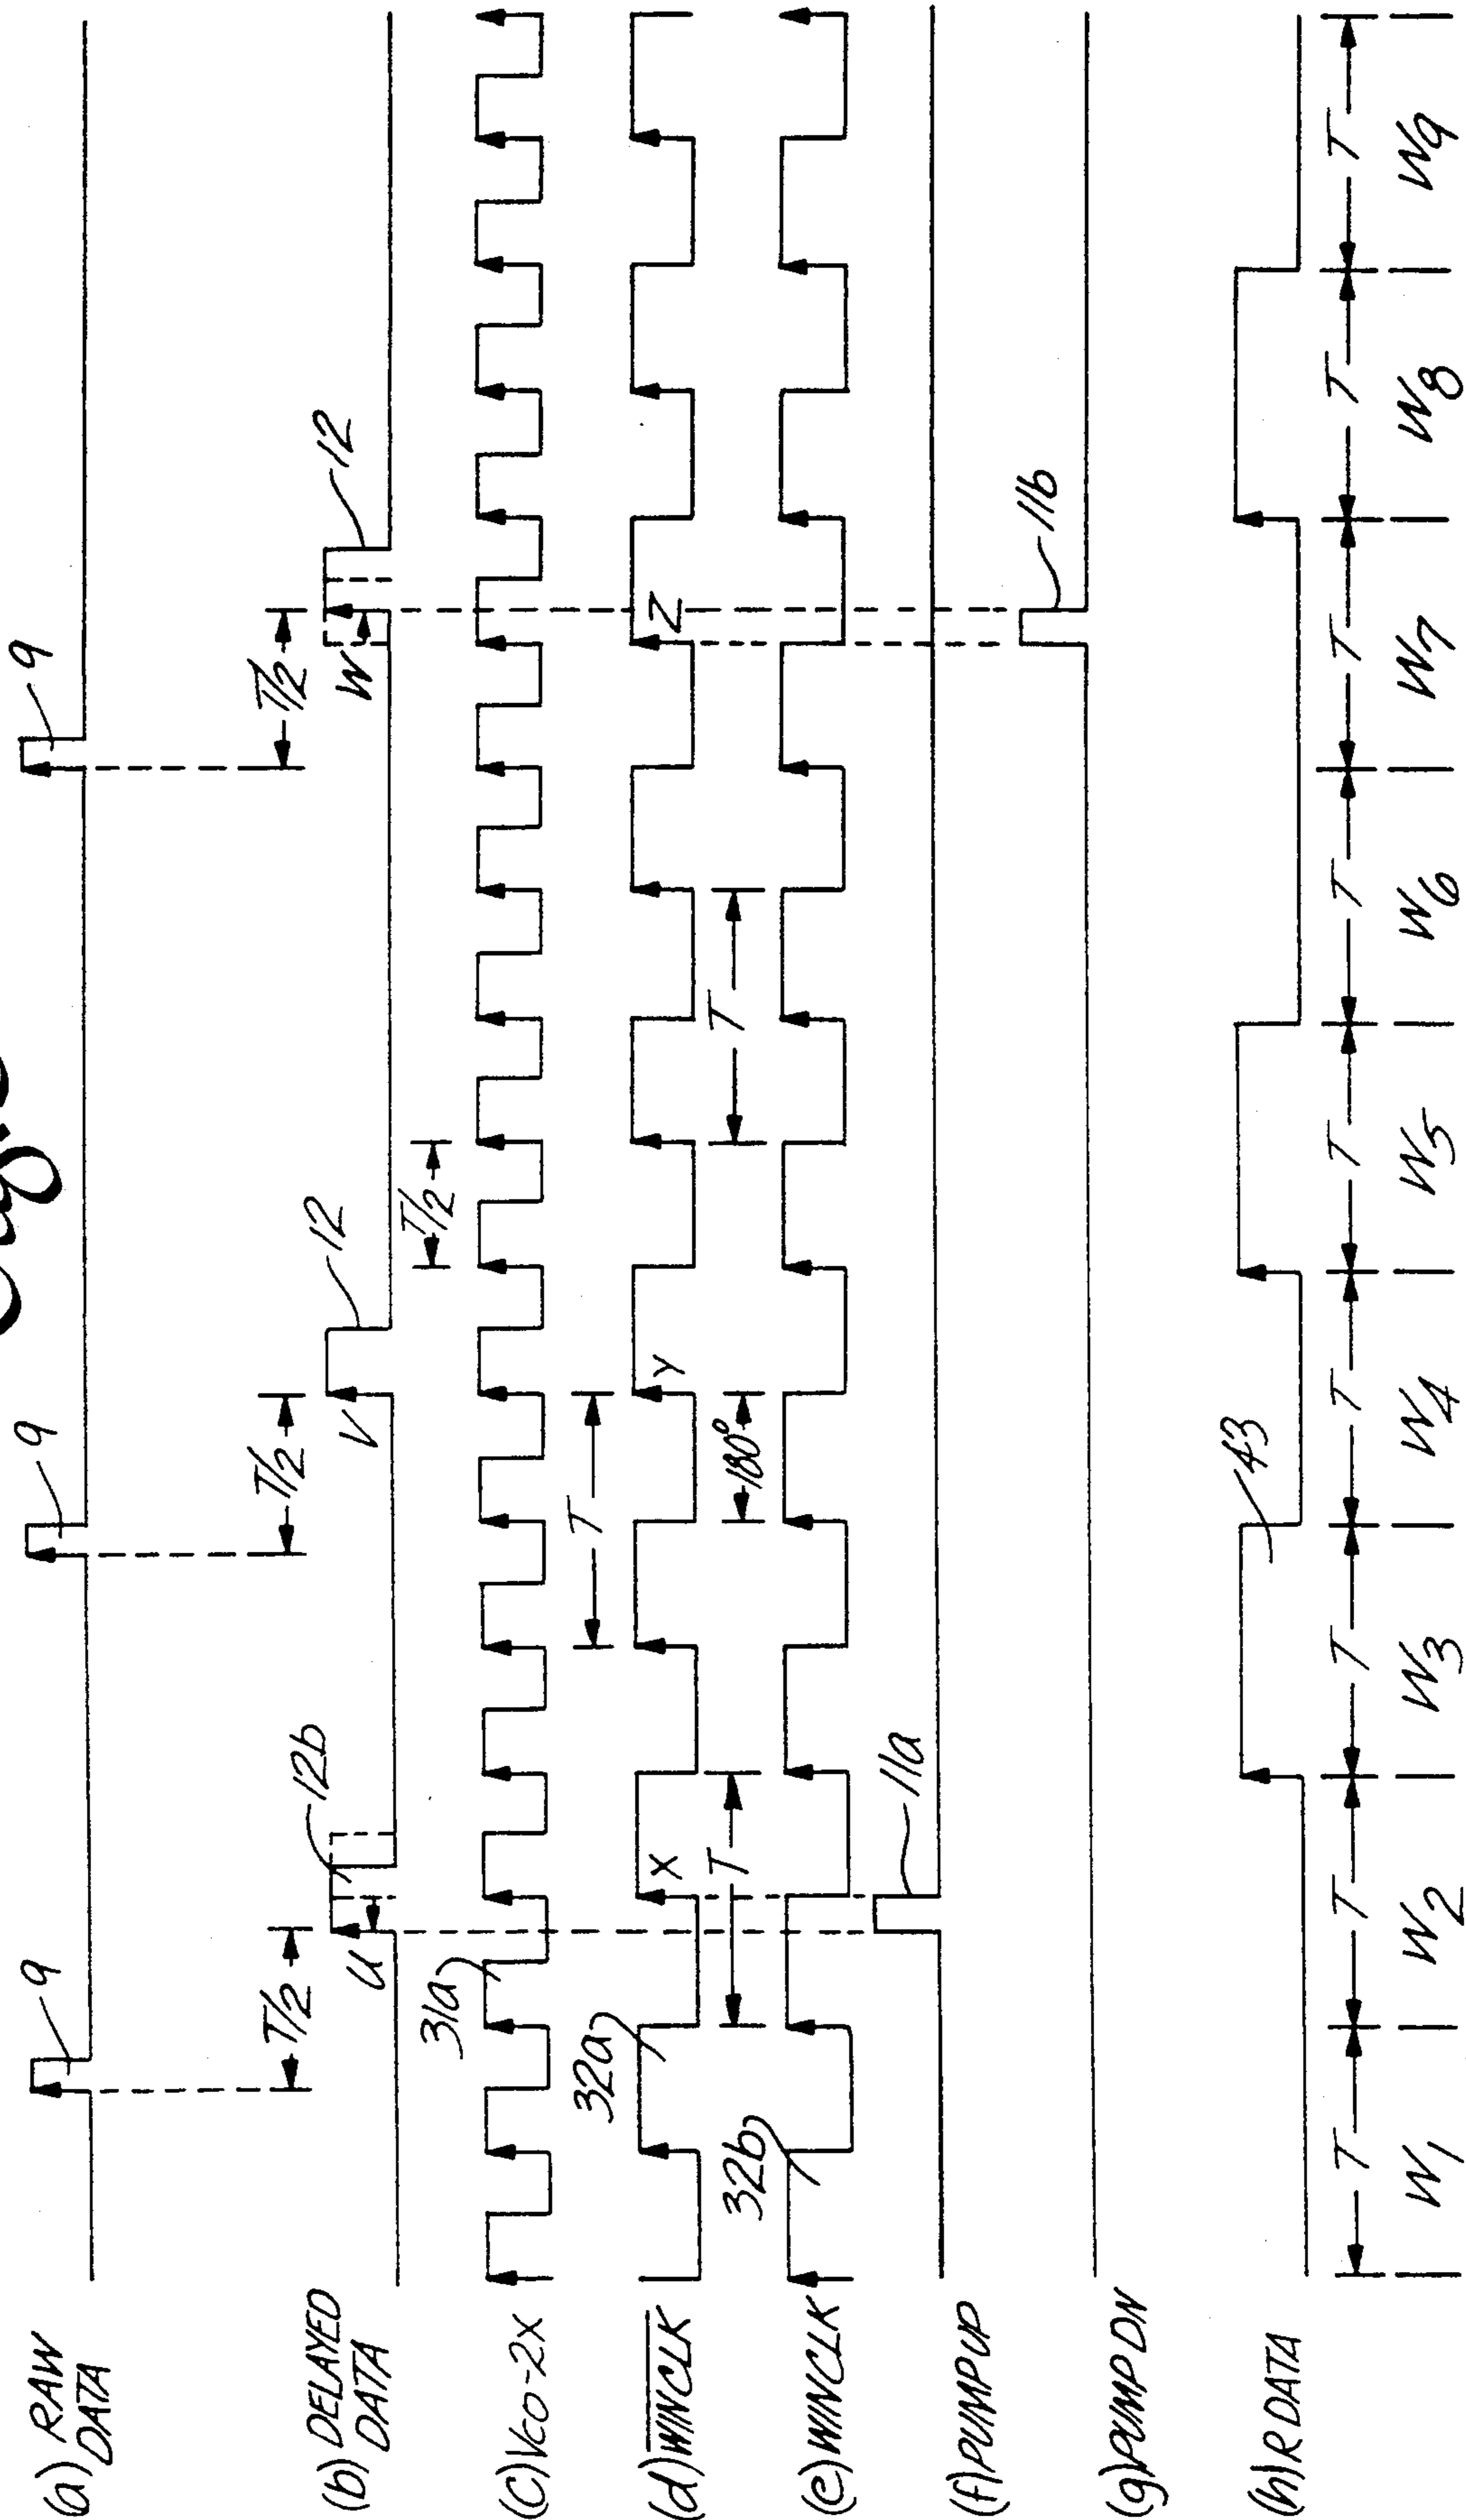 (a) RAW
DATA
9
9
9
(b) DELAYED
DATA
T/2
U
12b
T/2
V
12
T/2
W
12
(c) VCO-2X
31a
T/2
(d) WINCLK
32a
X
T
Y
Z
(e) WINCLK
32b
T
180°
T
(f) PUMP UP
11a
(g) PUMP DN
11b
(h) R DATA
43
T
T
T
T
T
T
T
T
T
W1
W2
W3
W4
W5
W6
W7
W8
W9